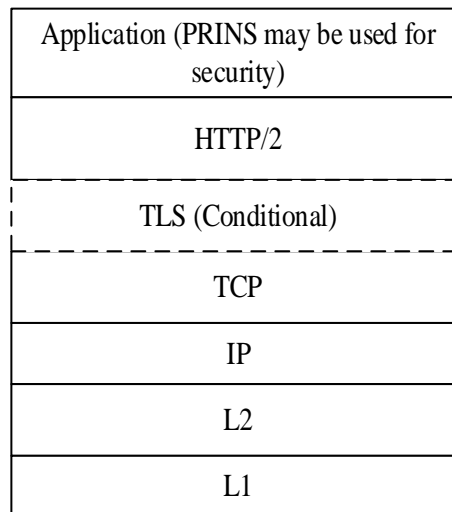 Application (PRINS may be used for
security)
HTTP/2
TLS (Conditional)
TCP
IP
L2
L1